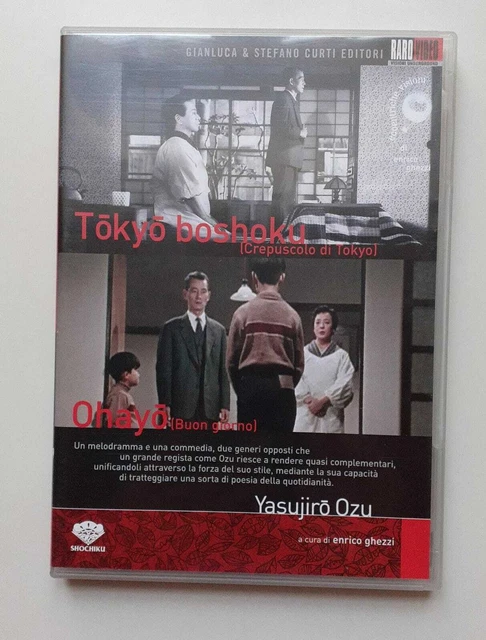 GIANLUCA & STEFANO CURTI EDITORI
RARO VIDEO
di
enrico
ghezzi
Tōkyō boshoku
(Crepuscolo di Tokyo)
Ohayō (Buon giorno)
Un melodramma e una commedia, due generi opposti che
un grande regista come Ozu riesce a rendere quasi complementari,
unificandoli attraverso la forza del suo stile, mediante la sua capacità
di tratteggiare una sorta di poesia della quotidianità.
Yasujirō Ozu
SHOCHIKU
a cura di enrico ghezzi